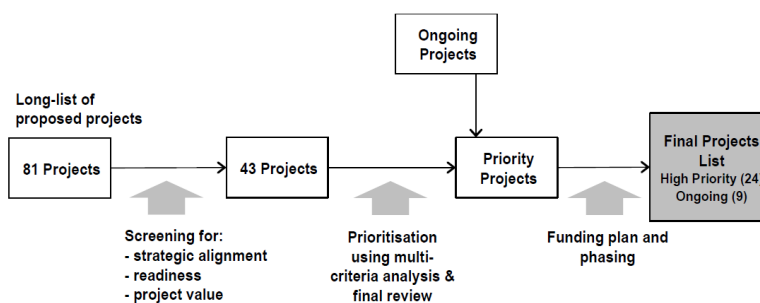 Ongoing
Projects
Long-list of
proposed projects
81 Projects
43 Projects
Priority
Projects
Final Projects
List
High Priority (24)
Ongoing (9)
Screening for:
- strategic alignment
- readiness
- project value
Prioritisation
using multi-
criteria analysis &
final review
Funding plan and
phasing